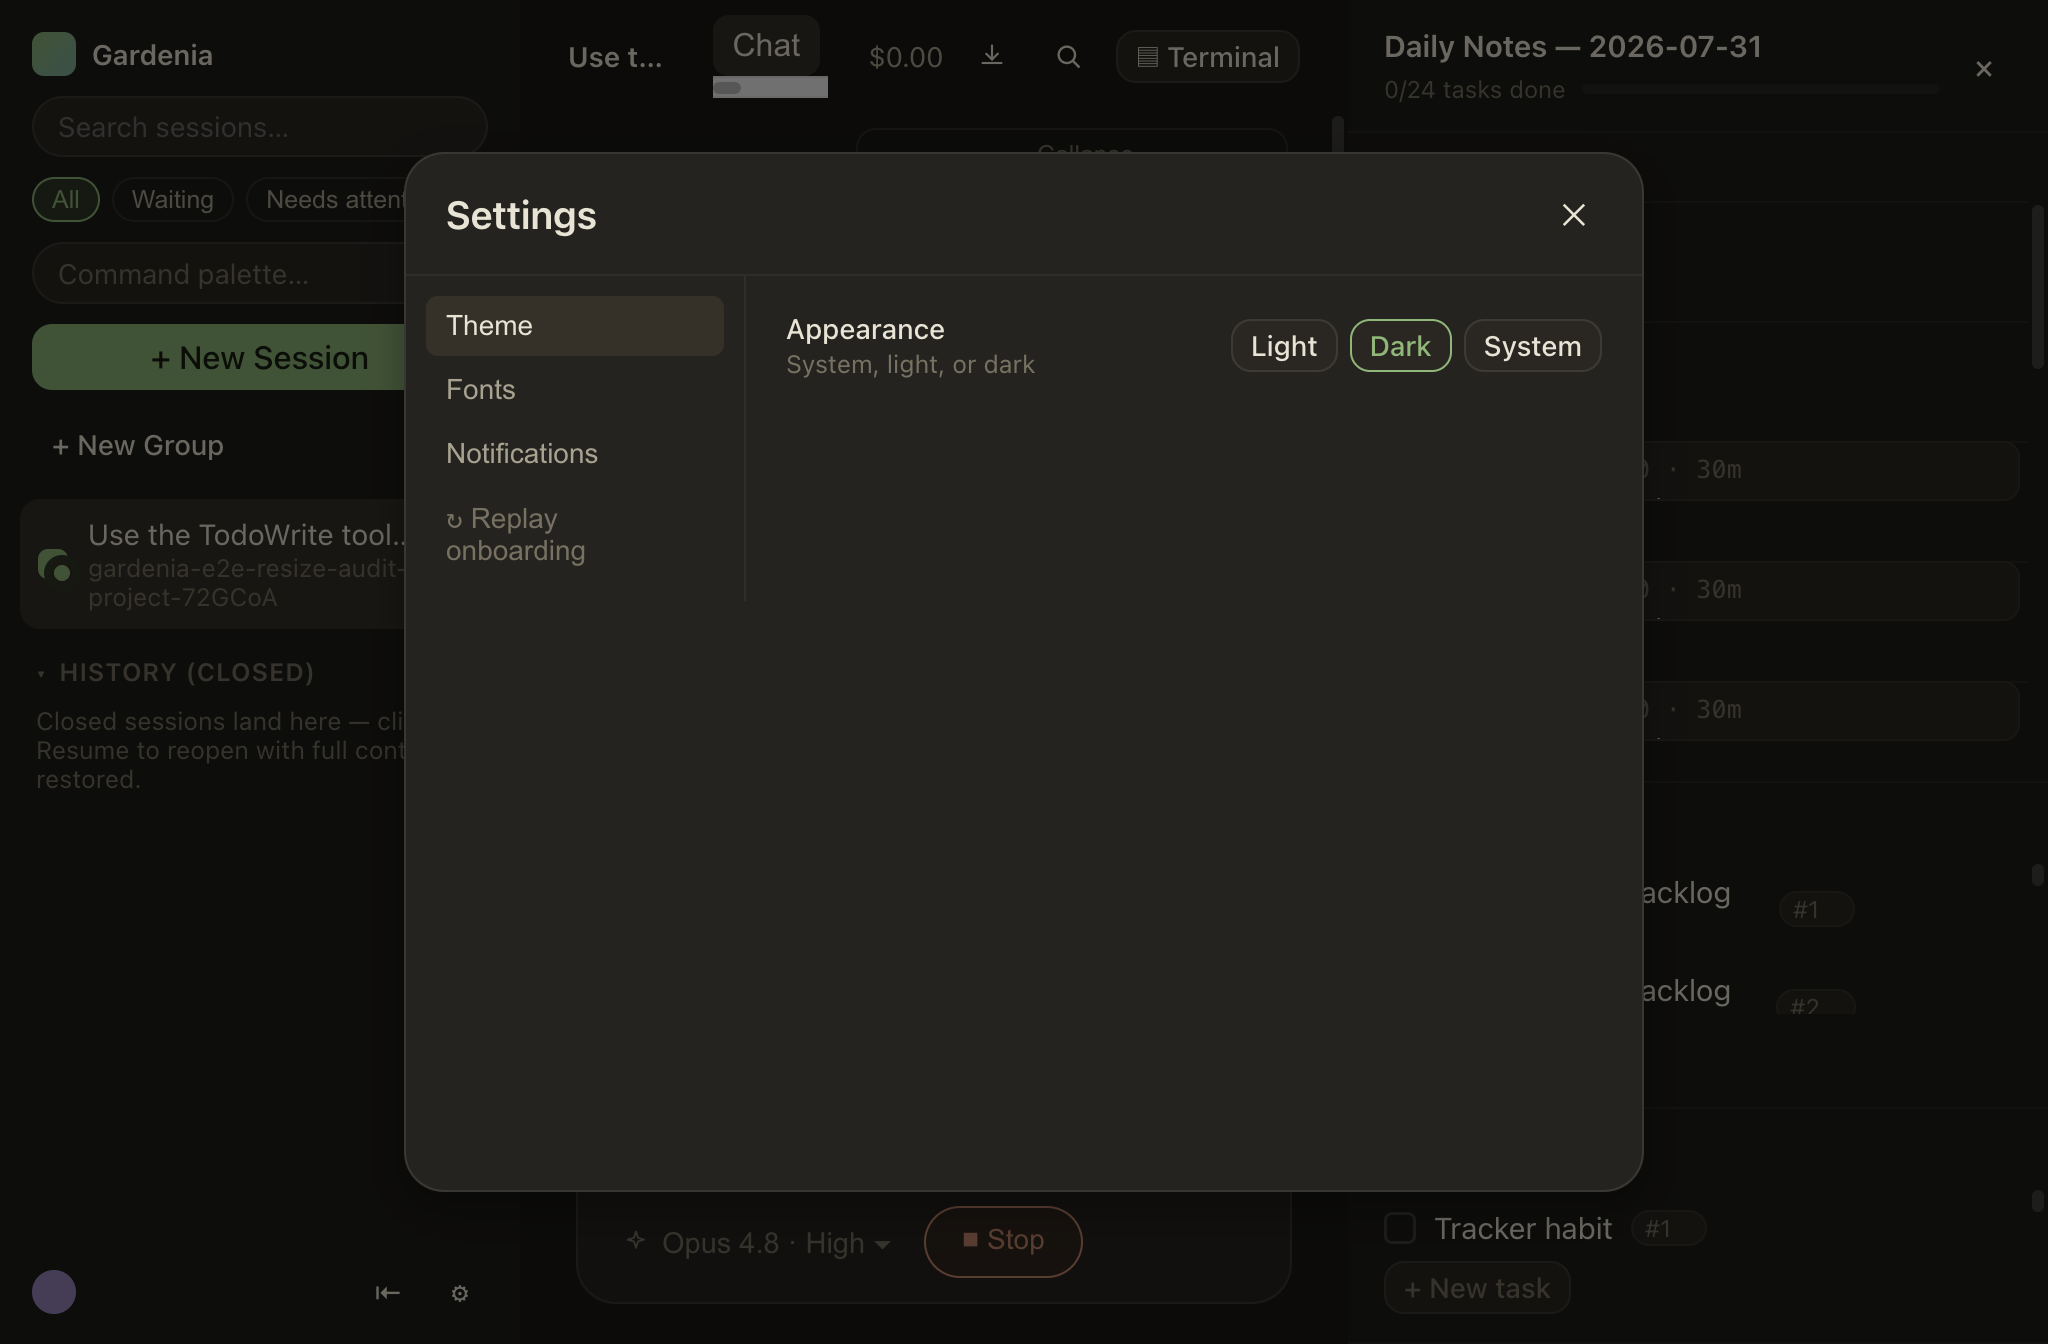 Gardenia
Search sessions...
All
Waiting
Needs attent
Command palette...
+ New Session
+ New Group
Use the TodoWrite tool...
gardenia-e2e-resize-audit-
project-72GCoA
HISTORY (CLOSED)
Closed sessions land here — cli
Resume to reopen with full cont
restored.
Use t...
Chat
$0.00
Terminal
Collapse
Settings
Theme
Fonts
Notifications
↻ Replay
onboarding
Appearance
System, light, or dark
Light
Dark
System
Opus 4.8 · High
Stop
Daily Notes — 2026-07-31
0/24 tasks done
· 30m
· 30m
· 30m
acklog
#1
acklog
#2
Tracker habit
#1
+ New task